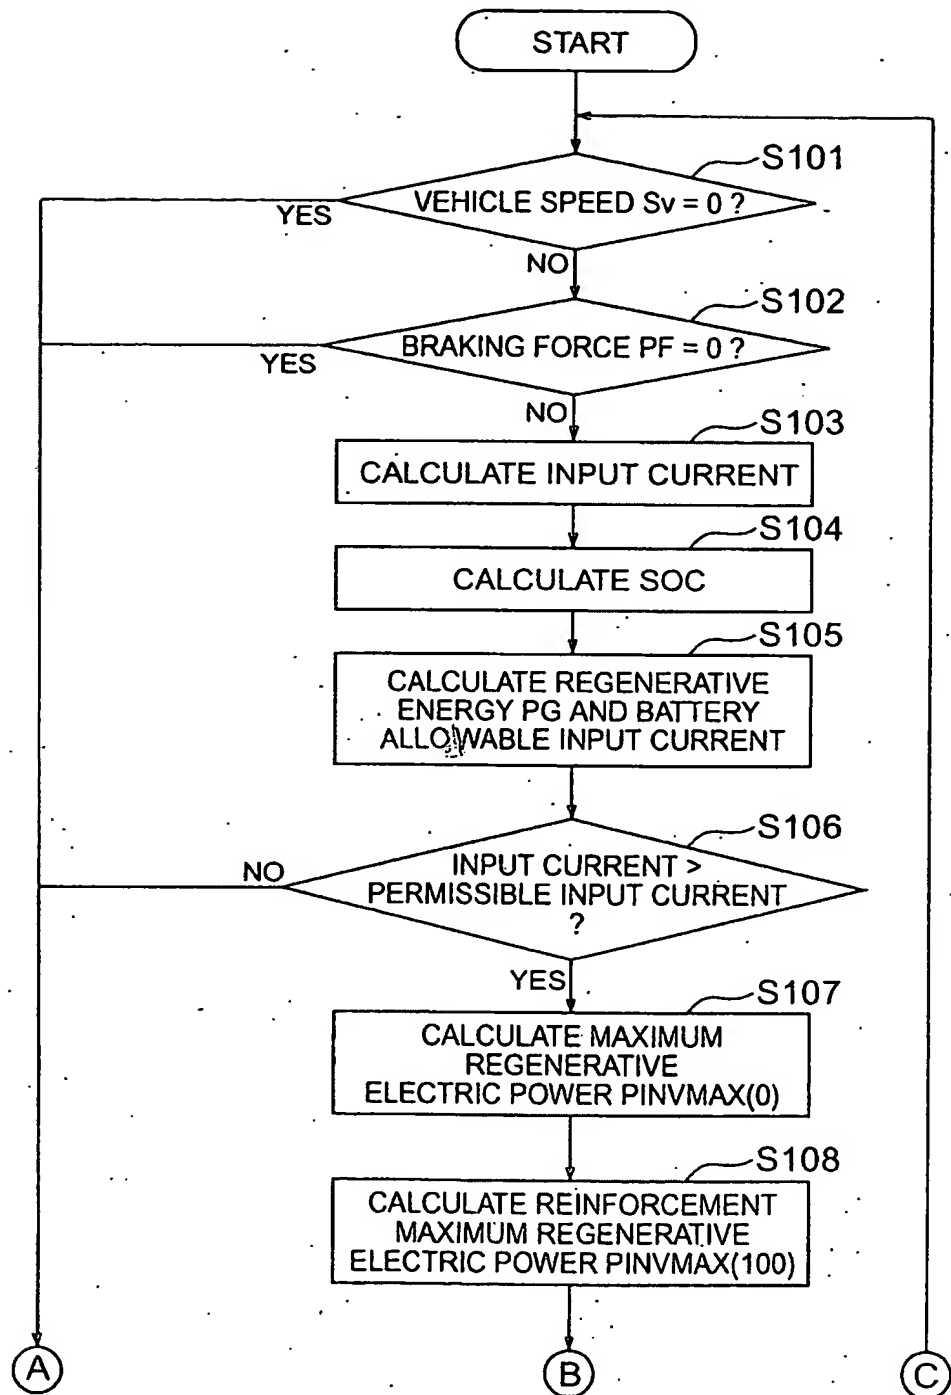 START
S101
VEHICLE SPEED Sv = 0 ?
YES
NO
S102
BRAKING FORCE PF = 0 ?
YES
NO
S103
CALCULATE INPUT CURRENT
S104
CALCULATE SOC
S105
CALCULATE REGENERATIVE
ENERGY PG AND BATTERY
ALLOWABLE INPUT CURRENT
S106
NO
INPUT CURRENT >
PERMISSIBLE INPUT CURRENT
?
YES
S107
CALCULATE MAXIMUM
REGENERATIVE
ELECTRIC POWER PINVMAX(0)
S108
CALCULATE REINFORCEMENT
MAXIMUM REGENERATIVE
ELECTRIC POWER PINVMAX(100)
A
B
C